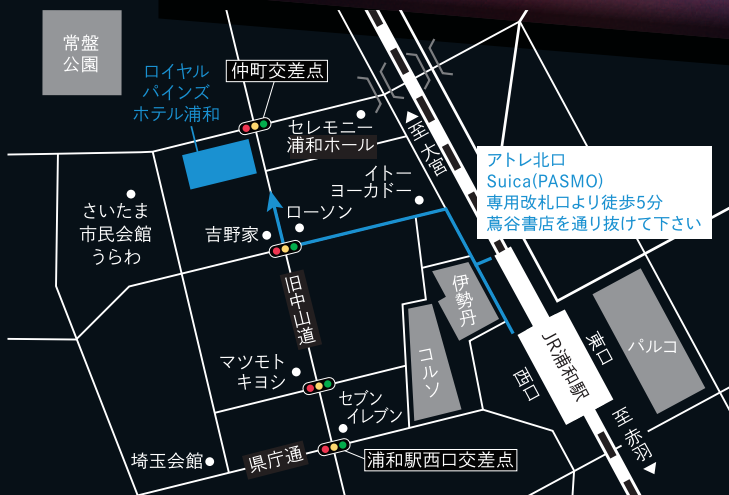 常盤
公園
ロイヤル
パインズ
ホテル浦和
仲町交差点
セレモニー
浦和ホール
至大宮
イトー
ヨーカドー
アトレ北口
Suica(PASMO)
専用改札口より徒歩5分
蔦谷書店を通り抜けて下さい
さいたま
市民会館
うらわ
吉野家
ローソン
旧中山道
伊勢丹
コルソ
JR浦和駅
東口
西口
パルコ
マツモト
キヨシ
セブン
イレブン
至赤羽
埼玉会館
県庁通
浦和駅西口交差点